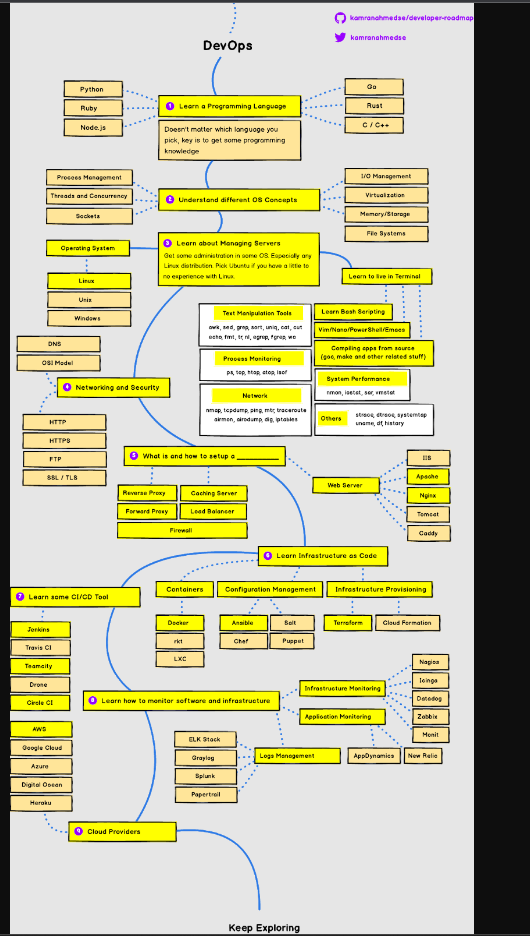 kamranahmedse/developer-roadmap
kamranahmedse
DevOps
Python
Ruby
Node.js
1 Learn a Programming Language
Doesn't matter which language you
pick, key is to get some programming
knowledge
Go
Rust
C / C++
Process Management
Threads and Concurrency
Sockets
2 Understand different OS Concepts
I/O Management
Virtualization
Memory/Storage
File Systems
3 Learn about Managing Servers
Get some administration in some OS. Especially any
Linux distribution. Pick Ubuntu if you have a little to
no experience with Linux.
Operating System
Linux
Unix
Windows
Learn to live in Terminal
Text Manipulation Tools
awk, sed, grep, sort, uniq, cat, cut
echo, fmt, tr, nl, egrep, fgrep, wc
Process Monitoring
ps, top, htop, atop, lsof
Network
nmap, tcpdump, ping, mtr, traceroute
airmon, airodump, dig, iptables
Learn Bash Scripting
Vim/Nano/PowerShell/Emacs
Compiling apps from source
(gcc, make and other related stuff)
System Performance
nmon, iostat, sar, vmstat
Others
strace, dtrace, systemtap
uname, df, history
DNS
OSI Model
4 Networking and Security
HTTP
HTTPS
FTP
SSL / TLS
5 What is and how to setup a ________
Reverse Proxy
Caching Server
Forward Proxy
Load Balancer
Firewall
Web Server
IIS
Apache
Nginx
Tomcat
Caddy
6 Learn Infrastructure as Code
Containers
Docker
rkt
LXC
Configuration Management
Ansible
Salt
Chef
Puppet
Infrastructure Provisioning
Terraform
Cloud Formation
7 Learn some CI/CD Tool
Jenkins
Travis CI
Teamcity
Drone
Circle CI
8 Learn how to monitor software and infrastructure
Infrastructure Monitoring
Nagios
Icinga
Datadog
Zabbix
Monit
Application Monitoring
AppDynamics
New Relic
Logs Management
ELK Stack
Graylog
Splunk
Papertrail
AWS
Google Cloud
Azure
Digital Ocean
Heroku
9 Cloud Providers
Keep Exploring